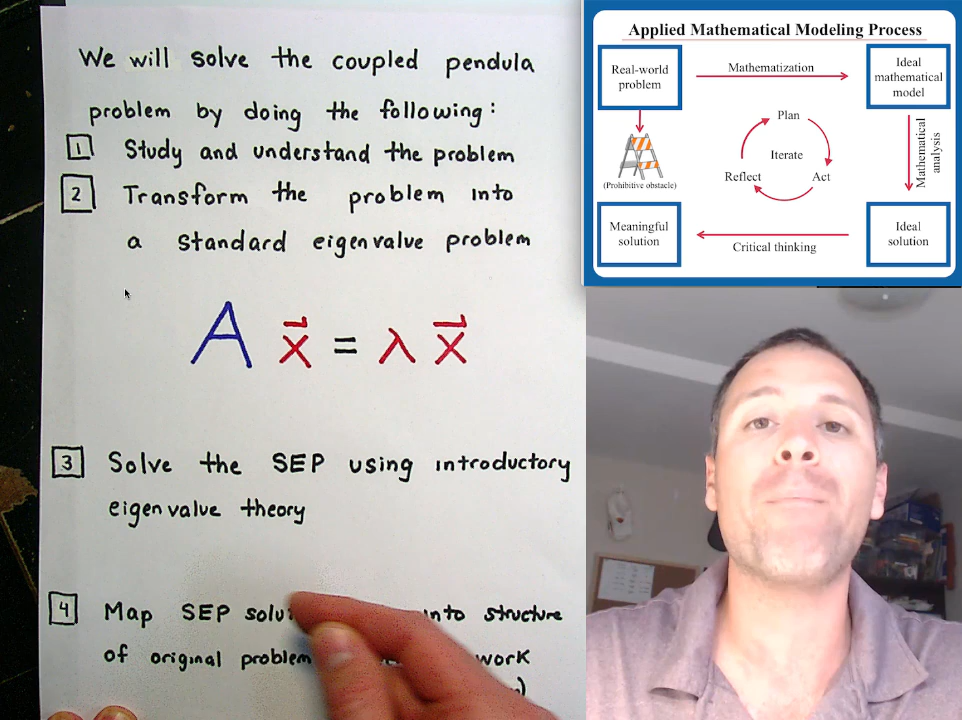 We will solve the coupled pendula
problem by doing the following:
1 Study and understand the problem
2 Transform the problem into
a standard eigenvalue problem
A x⃗ = λ x⃗
3 Solve the SEP using introductory
eigenvalue theory
4 Map SEP into structure
of original problem work
Applied Mathematical Modeling Process
Real-world
problem
Mathematization
Ideal
mathematical
model
(Prohibitive obstacle)
Plan
Iterate
Reflect
Act
Mathematical
analysis
Meaningful
solution
Critical thinking
Ideal
solution